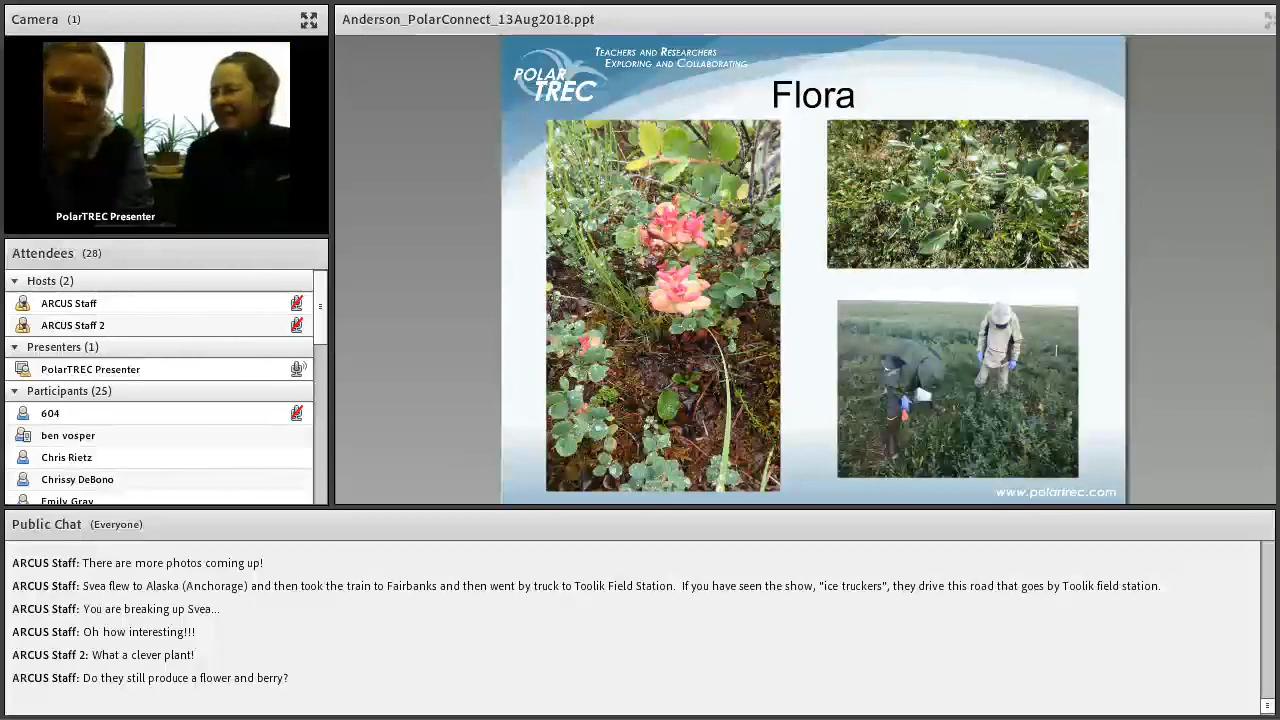 Camera (1)
PolarTREC Presenter
Attendees (28)
Hosts (2)
ARCUS Staff
ARCUS Staff 2
Presenters (1)
PolarTREC Presenter
Participants (25)
604
ben vosper
Chris Rietz
Chrissy DeBono
Emily Gray
Anderson_PolarConnect_13Aug2018.ppt
POLAR TREC
TEACHERS AND RESEARCHERS
EXPLORING AND COLLABORATING
Flora
www.polartrec.com
Public Chat (Everyone)
ARCUS Staff: There are more photos coming up!
ARCUS Staff: Svea flew to Alaska (Anchorage) and then took the train to Fairbanks and then went by truck to Toolik Field Station. If you have seen the show, "ice truckers", they drive this road that goes by Toolik field station.
ARCUS Staff: You are breaking up Svea...
ARCUS Staff: Oh how interesting!!!
ARCUS Staff 2: What a clever plant!
ARCUS Staff: Do they still produce a flower and berry?